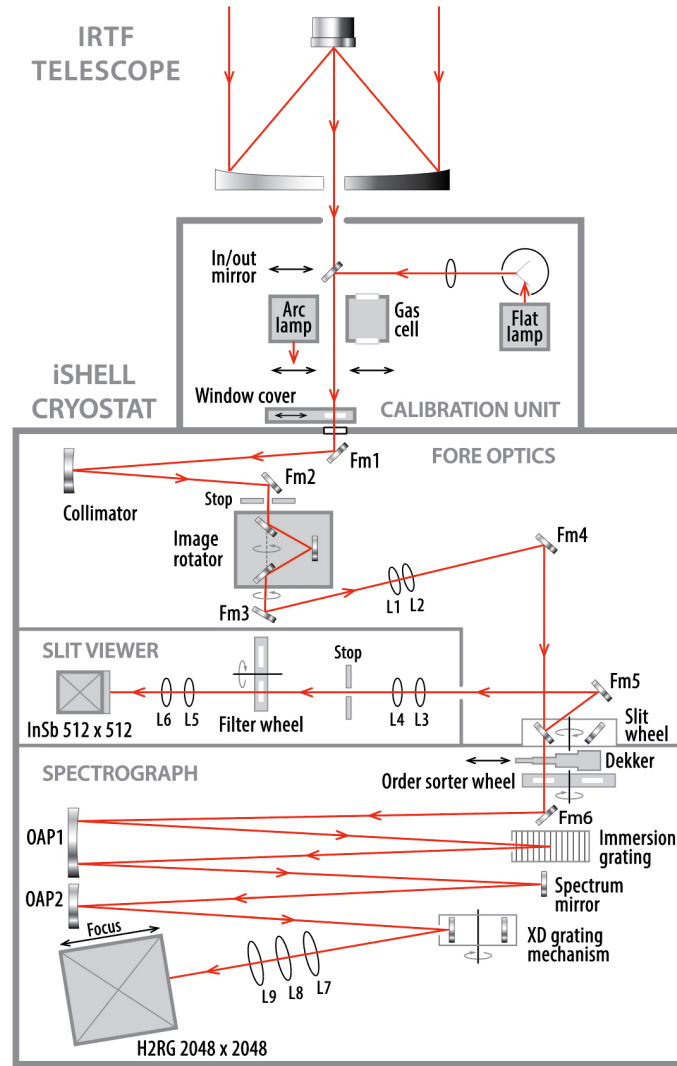 IRTF
TELESCOPE
In/out
mirror
Arc
lamp
Gas
cell
Flat
lamp
iSHELL
CRYOSTAT
Window cover
CALIBRATION UNIT
Fm1
FORE OPTICS
Collimator
Fm2
Stop
Image
rotator
Fm3
L1
L2
Fm4
SLIT VIEWER
Stop
Fm5
InSb 512 x 512
L6
L5
Filter wheel
L4
L3
Slit
wheel
Dekker
SPECTROGRAPH
Order sorter wheel
Fm6
OAP1
Immersion
grating
Spectrum
mirror
OAP2
Focus
XD grating
mechanism
L9
L8
L7
H2RG 2048 x 2048